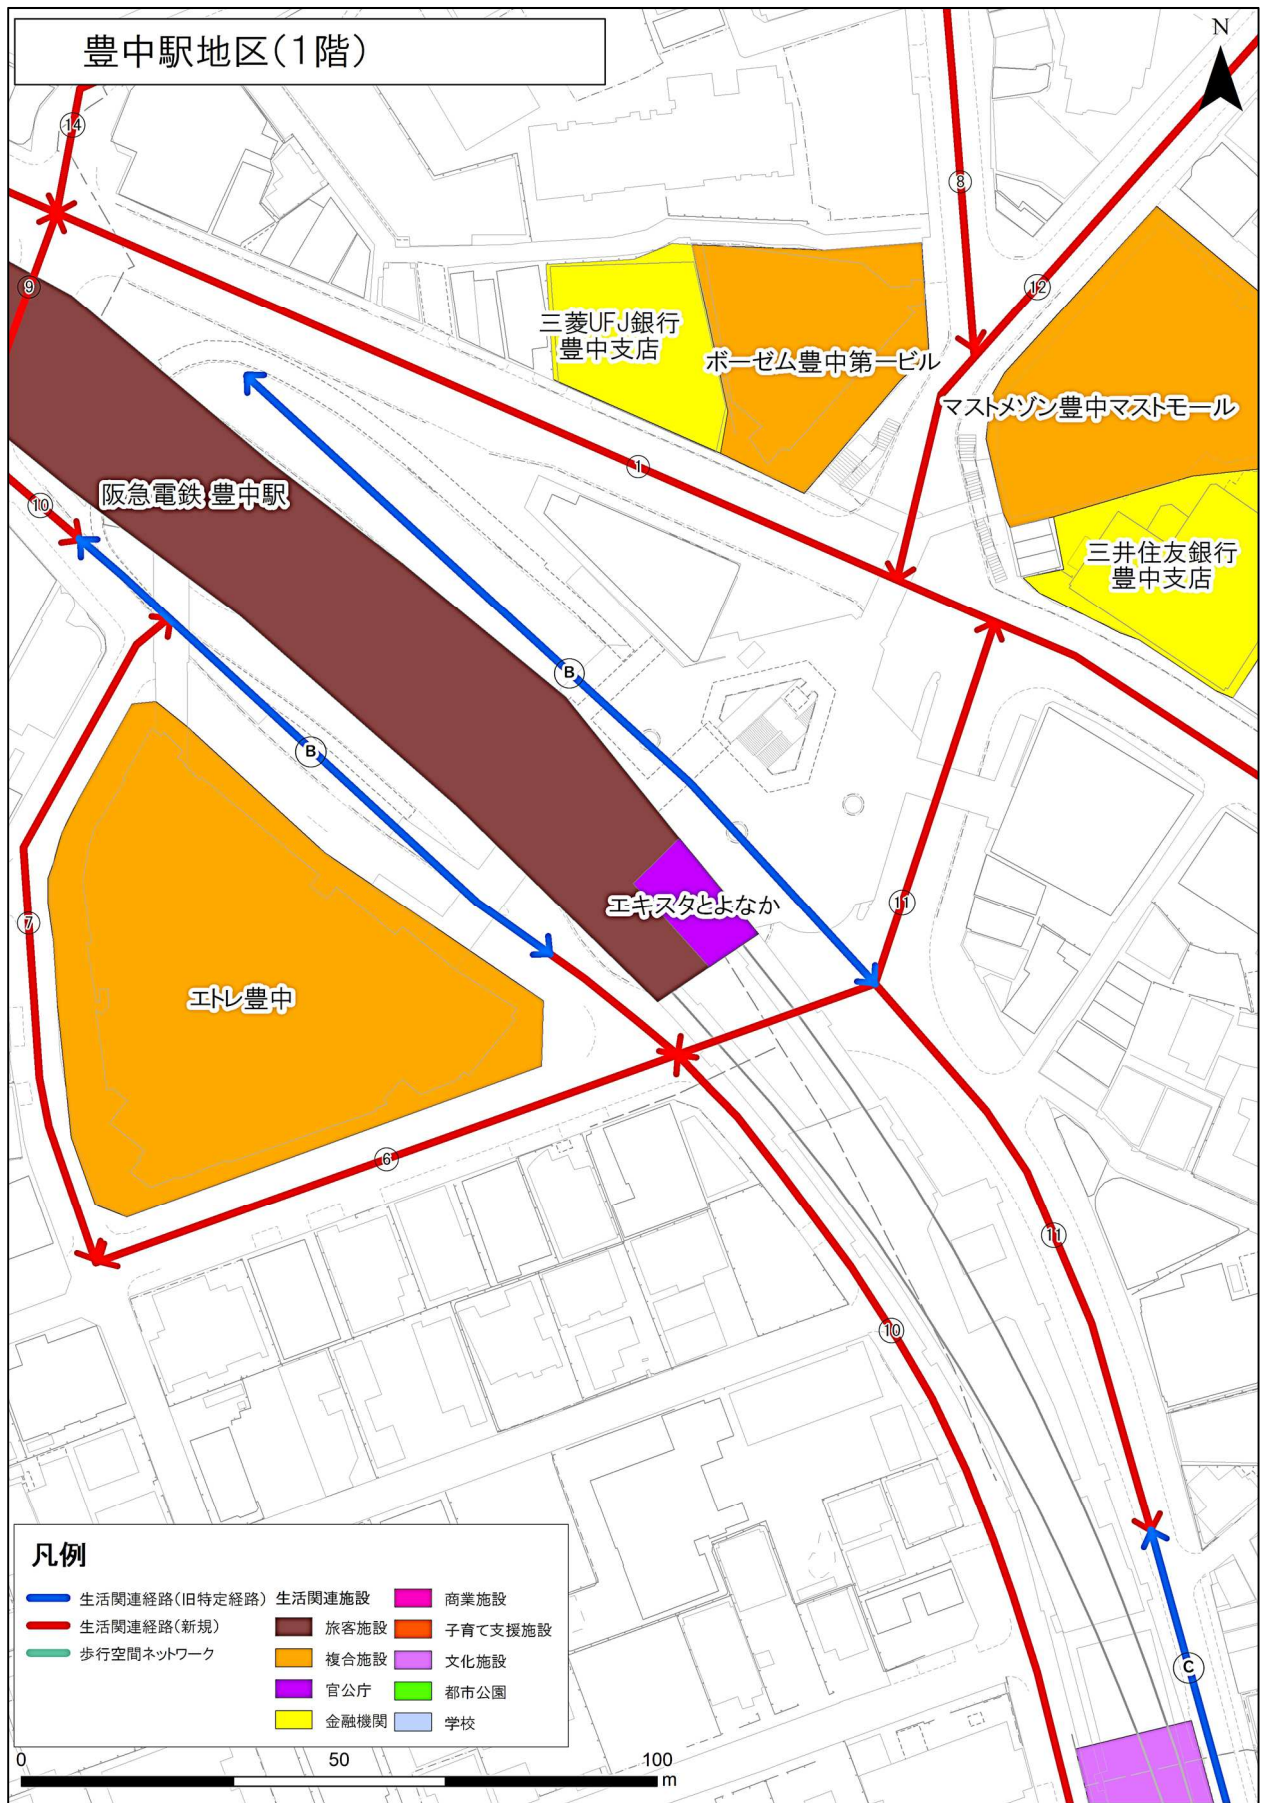 豊中駅地区(1階)
N
14
8
12
9
三菱UFJ銀行
豊中支店
ボーゼム豊中第一ビル
マストメゾン豊中マストモール
1
10
阪急電鉄 豊中駅
三井住友銀行
豊中支店
B
B
エキスタとよなか
11
7
エトレ豊中
6
11
10
C
凡例
生活関連経路(旧特定経路)
生活関連経路(新規)
歩行空間ネットワーク
生活関連施設
旅客施設
複合施設
官公庁
金融機関
商業施設
子育て支援施設
文化施設
都市公園
学校
0 50 100
m